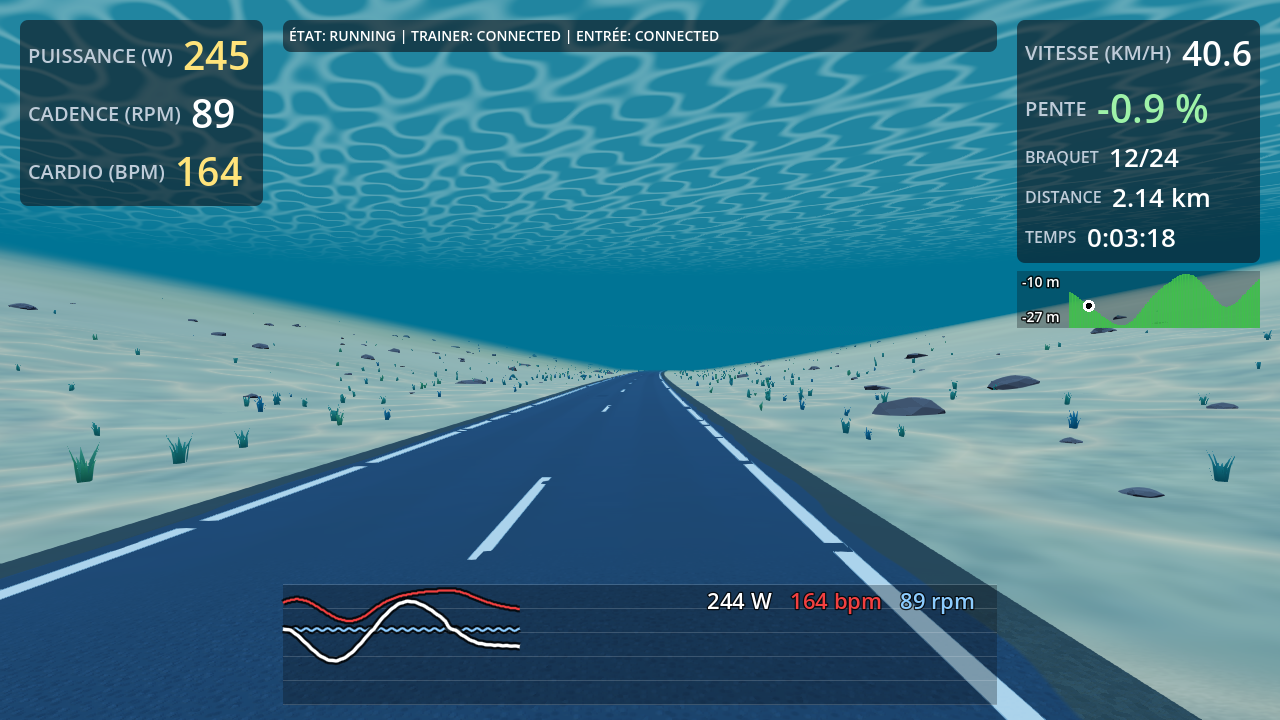 PUISSANCE (W) 245
CADENCE (RPM) 89
CARDIO (BPM) 164
ÉTAT: RUNNING | TRAINER: CONNECTED | ENTRÉE: CONNECTED
VITESSE (KM/H) 40.6
PENTE -0.9 %
BRAQUET 12/24
DISTANCE 2.14 km
TEMPS 0:03:18
-10 m
-27 m
244 W 164 bpm 89 rpm